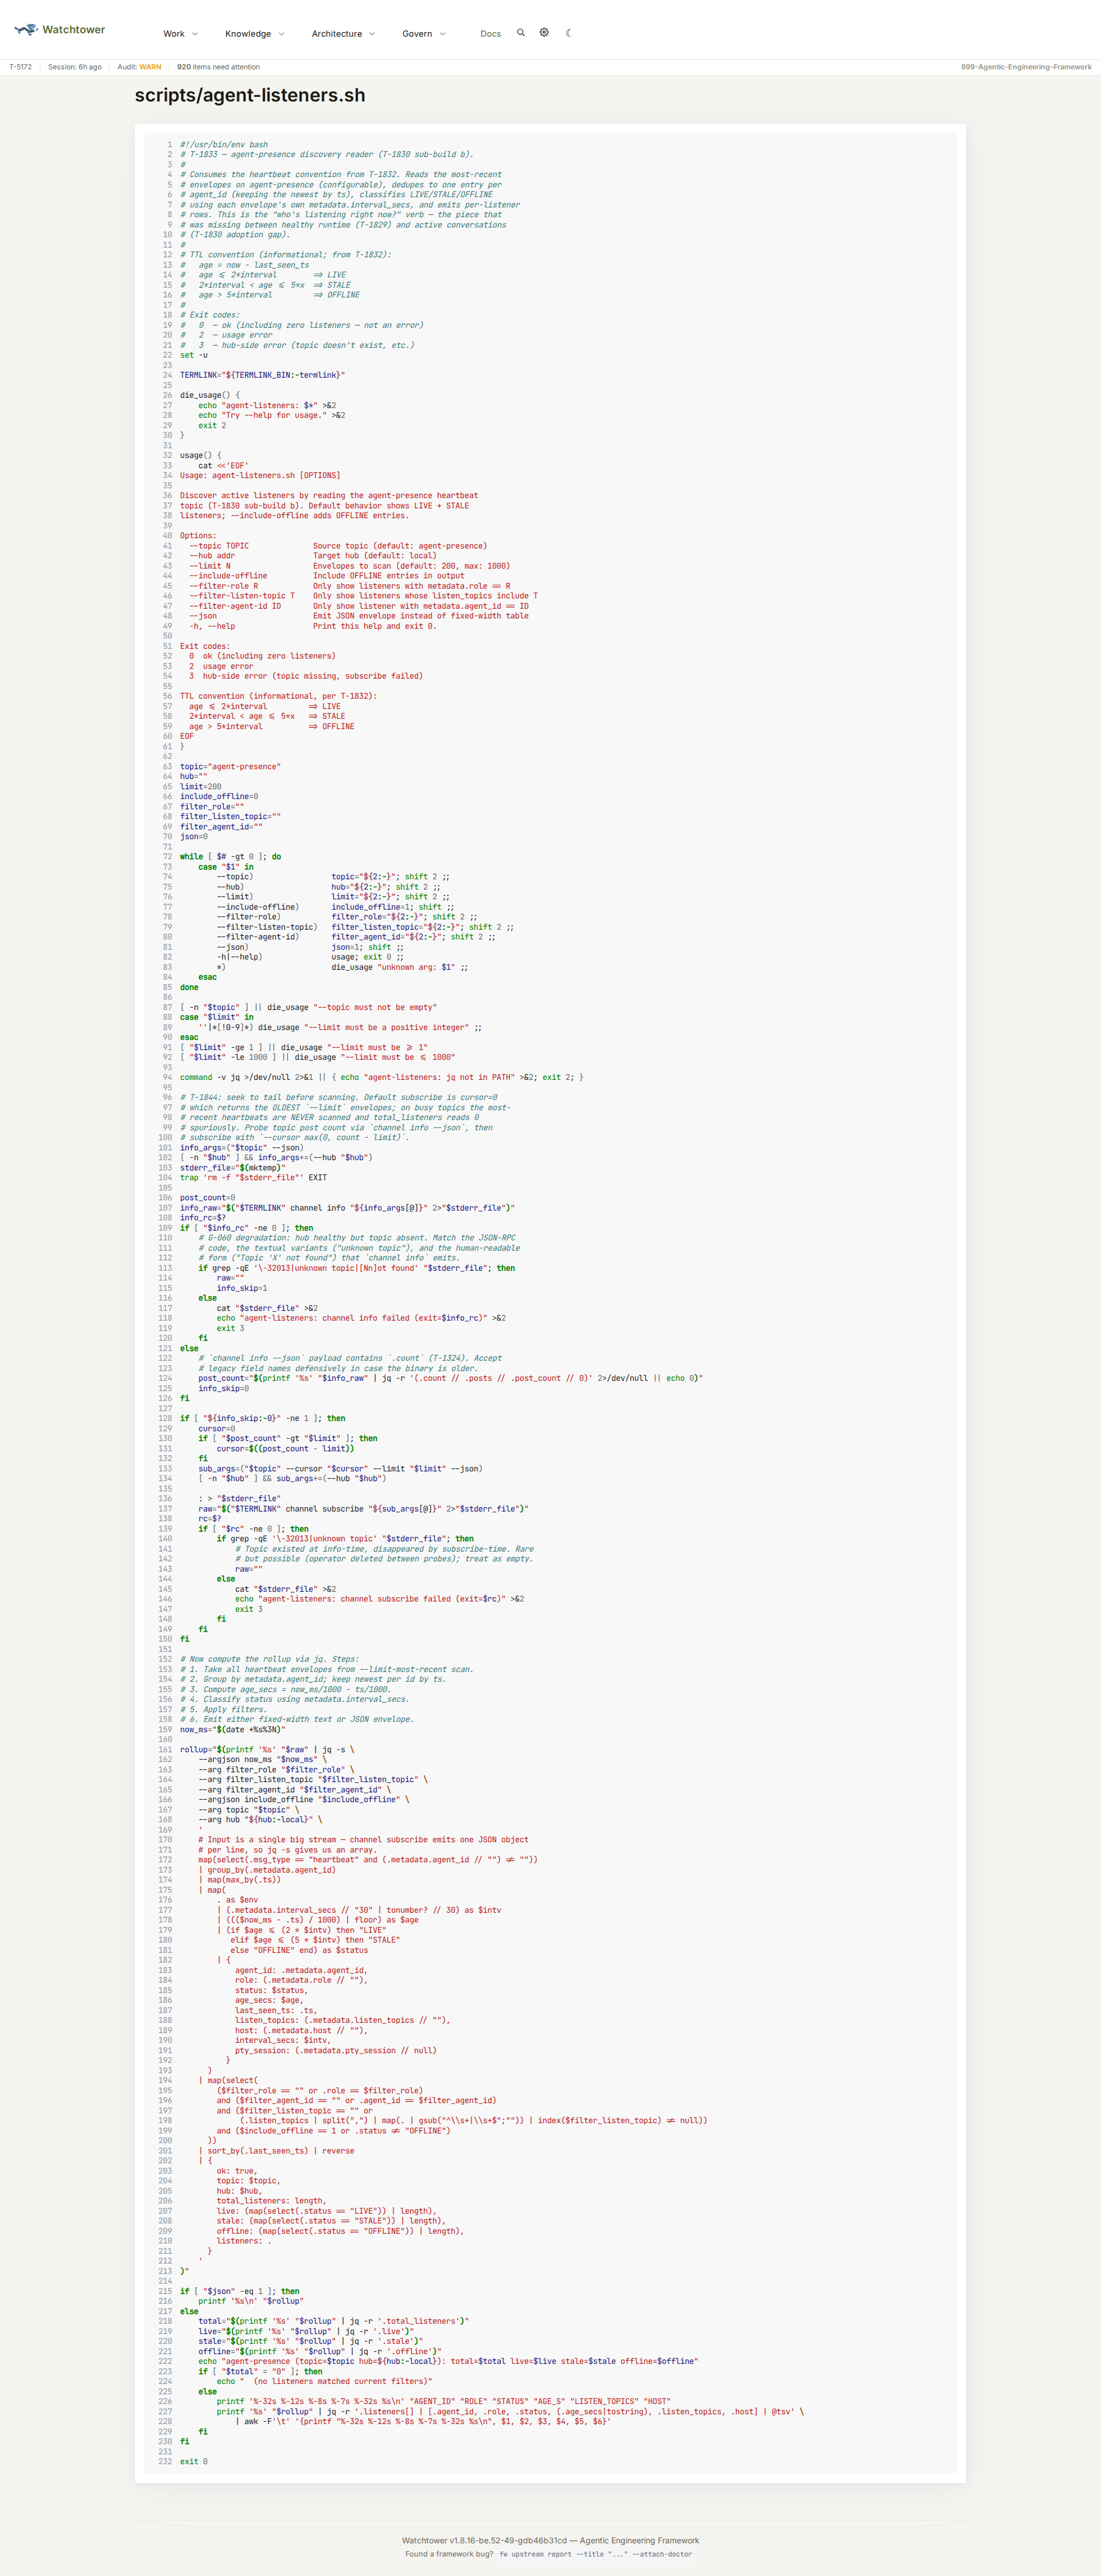 Watchtower
Work
Knowledge
Architecture
Govern
Docs
T-5172
Session: 6h ago
Audit: WARN
920 items need attention
999-Agentic-Engineering-Framework
scripts/agent-listeners.sh
1 #!/usr/bin/env bash
2 # T-1833 — agent-presence discovery reader (T-1830 sub-build b).
3 #
4 # Consumes the heartbeat convention from T-1832. Reads the most-recent
5 # envelopes on agent-presence (configurable), dedupes to one entry per
6 # agent_id (keeping the newest by ts), classifies LIVE/STALE/OFFLINE
7 # using each envelope's own metadata.interval_secs, and emits per-listener
8 # rows. This is the "who's listening right now?" verb — the piece that
9 # was missing between healthy runtime (T-1829) and active conversations
10 # (T-1830 adoption gap).
11 #
12 # TTL convention (informational; from T-1832):
13 #   age = now - last_seen_ts
14 #   age <= 2*interval        => LIVE
15 #   2*interval < age <= 5*x  => STALE
16 #   age > 5*interval         => OFFLINE
17 #
18 # Exit codes:
19 #   0  — ok (including zero listeners — not an error)
20 #   2  — usage error
21 #   3  — hub-side error (topic doesn't exist, etc.)
22 set -u
23
24 TERMLINK="${TERMLINK_BIN:-termlink}"
25
26 die_usage() {
27     echo "agent-listeners: $*" >&2
28     echo "Try --help for usage." >&2
29     exit 2
30 }
31
32 usage() {
33     cat <<'EOF'
34 Usage: agent-listeners.sh [OPTIONS]
35
36 Discover active listeners by reading the agent-presence heartbeat
37 topic (T-1830 sub-build b). Default behavior shows LIVE + STALE
38 listeners; --include-offline adds OFFLINE entries.
39
40 Options:
41   --topic TOPIC              Source topic (default: agent-presence)
42   --hub addr                 Target hub (default: local)
43   --limit N                  Envelopes to scan (default: 200, max: 1000)
44   --include-offline          Include OFFLINE entries in output
45   --filter-role R            Only show listeners with metadata.role == R
46   --filter-listen-topic T    Only show listeners whose listen_topics include T
47   --filter-agent-id ID       Only show listener with metadata.agent_id == ID
48   --json                     Emit JSON envelope instead of fixed-width table
49   -h, --help                 Print this help and exit 0.
50
51 Exit codes:
52   0  ok (including zero listeners)
53   2  usage error
54   3  hub-side error (topic missing, subscribe failed)
55
56 TTL convention (informational, per T-1832):
57   age <= 2*interval         => LIVE
58   2*interval < age <= 5*x   => STALE
59   age > 5*interval          => OFFLINE
60 EOF
61 }
62
63 topic="agent-presence"
64 hub=""
65 limit=200
66 include_offline=0
67 filter_role=""
68 filter_listen_topic=""
69 filter_agent_id=""
70 json=0
71
72 while [ $# -gt 0 ]; do
73     case "$1" in
74         --topic)                 topic="${2:-}"; shift 2 ;;
75         --hub)                   hub="${2:-}"; shift 2 ;;
76         --limit)                 limit="${2:-}"; shift 2 ;;
77         --include-offline)       include_offline=1; shift ;;
78         --filter-role)           filter_role="${2:-}"; shift 2 ;;
79         --filter-listen-topic)   filter_listen_topic="${2:-}"; shift 2 ;;
80         --filter-agent-id)       filter_agent_id="${2:-}"; shift 2 ;;
81         --json)                  json=1; shift ;;
82         -h|--help)               usage; exit 0 ;;
83         *)                       die_usage "unknown arg: $1" ;;
84     esac
85 done
86
87 [ -n "$topic" ] || die_usage "--topic must not be empty"
88 case "$limit" in
89     ''|*[!0-9]*) die_usage "--limit must be a positive integer" ;;
90 esac
91 [ "$limit" -ge 1 ] || die_usage "--limit must be >= 1"
92 [ "$limit" -le 1000 ] || die_usage "--limit must be <= 1000"
93
94 command -v jq >/dev/null 2>&1 || { echo "agent-listeners: jq not in PATH" >&2; exit 2; }
95
96 # T-1844: seek to tail before scanning. Default subscribe is cursor=0
97 # which returns the OLDEST `--limit` envelopes; on busy topics the most-
98 # recent heartbeats are NEVER scanned and total_listeners reads 0
99 # spuriously. Probe topic post count via `channel info --json`, then
100 # subscribe with `--cursor max(0, count - limit)`.
101 info_args=("$topic" --json)
102 [ -n "$hub" ] && info_args+=(--hub "$hub")
103 stderr_file="$(mktemp)"
104 trap 'rm -f "$stderr_file"' EXIT
105
106 post_count=0
107 info_raw="$("$TERMLINK" channel info "${info_args[@]}" 2>"$stderr_file")"
108 info_rc=$?
109 if [ "$info_rc" -ne 0 ]; then
110     # G-060 degradation: hub healthy but topic absent. Match the JSON-RPC
111     # code, the textual variants ("unknown topic"), and the human-readable
112     # form ("Topic 'X' not found") that `channel info` emits.
113     if grep -qE '\-32013|unknown topic|[Nn]ot found' "$stderr_file"; then
114         raw=""
115         info_skip=1
116     else
117         cat "$stderr_file" >&2
118         echo "agent-listeners: channel info failed (exit=$info_rc)" >&2
119         exit 3
120     fi
121 else
122     # `channel info --json` payload contains `.count` (T-1324). Accept
123     # legacy field names defensively in case the binary is older.
124     post_count="$(printf '%s' "$info_raw" | jq -r '(.count // .posts // .post_count // 0)' 2>/dev/null || echo 0)"
125     info_skip=0
126 fi
127
128 if [ "${info_skip:-0}" -ne 1 ]; then
129     cursor=0
130     if [ "$post_count" -gt "$limit" ]; then
131         cursor=$((post_count - limit))
132     fi
133     sub_args=("$topic" --cursor "$cursor" --limit "$limit" --json)
134     [ -n "$hub" ] && sub_args+=(--hub "$hub")
135
136     : > "$stderr_file"
137     raw="$("$TERMLINK" channel subscribe "${sub_args[@]}" 2>"$stderr_file")"
138     rc=$?
139     if [ "$rc" -ne 0 ]; then
140         if grep -qE '\-32013|unknown topic' "$stderr_file"; then
141             # Topic existed at info-time, disappeared by subscribe-time. Rare
142             # but possible (operator deleted between probes); treat as empty.
143             raw=""
144         else
145             cat "$stderr_file" >&2
146             echo "agent-listeners: channel subscribe failed (exit=$rc)" >&2
147             exit 3
148         fi
149     fi
150 fi
151
152 # Now compute the rollup via jq. Steps:
153 # 1. Take all heartbeat envelopes from --limit-most-recent scan.
154 # 2. Group by metadata.agent_id; keep newest per id by ts.
155 # 3. Compute age_secs = now_ms/1000 - ts/1000.
156 # 4. Classify status using metadata.interval_secs.
157 # 5. Apply filters.
158 # 6. Emit either fixed-width text or JSON envelope.
159 now_ms="$(date +%s%3N)"
160
161 rollup="$(printf '%s' "$raw" | jq -s \
162     --argjson now_ms "$now_ms" \
163     --arg filter_role "$filter_role" \
164     --arg filter_listen_topic "$filter_listen_topic" \
165     --arg filter_agent_id "$filter_agent_id" \
166     --argjson include_offline "$include_offline" \
167     --arg topic "$topic" \
168     --arg hub "${hub:-local}" \
169     '
170     # Input is a single big stream — channel subscribe emits one JSON object
171     # per line, so jq -s gives us an array.
172     map(select(.msg_type == "heartbeat" and (.metadata.agent_id // "") != ""))
173     | group_by(.metadata.agent_id)
174     | map(max_by(.ts))
175     | map(
176         . as $env
177         | (.metadata.interval_secs // "30" | tonumber? // 30) as $intv
178         | ((($now_ms - .ts) / 1000) | floor) as $age
179         | (if $age <= (2 * $intv) then "LIVE"
180            elif $age <= (5 * $intv) then "STALE"
181            else "OFFLINE" end) as $status
182         | {
183             agent_id: .metadata.agent_id,
184             role: (.metadata.role // ""),
185             status: $status,
186             age_secs: $age,
187             last_seen_ts: .ts,
188             listen_topics: (.metadata.listen_topics // ""),
189             host: (.metadata.host // ""),
190             interval_secs: $intv,
191             pty_session: (.metadata.pty_session // null)
192           }
193       )
194     | map(select(
195         ($filter_role == "" or .role == $filter_role)
196         and ($filter_agent_id == "" or .agent_id == $filter_agent_id)
197         and ($filter_listen_topic == "" or
198              (.listen_topics | split(",") | map(. | gsub("^\\s+|\\s+$";"")) | index($filter_listen_topic) != null))
199         and ($include_offline == 1 or .status != "OFFLINE")
200       ))
201     | sort_by(.last_seen_ts) | reverse
202     | {
203         ok: true,
204         topic: $topic,
205         hub: $hub,
206         total_listeners: length,
207         live: (map(select(.status == "LIVE")) | length),
208         stale: (map(select(.status == "STALE")) | length),
209         offline: (map(select(.status == "OFFLINE")) | length),
210         listeners: .
211       }
212     '
213 )"
214
215 if [ "$json" -eq 1 ]; then
216     printf '%s\n' "$rollup"
217 else
218     total="$(printf '%s' "$rollup" | jq -r '.total_listeners')"
219     live="$(printf '%s' "$rollup" | jq -r '.live')"
220     stale="$(printf '%s' "$rollup" | jq -r '.stale')"
221     offline="$(printf '%s' "$rollup" | jq -r '.offline')"
222     echo "agent-presence (topic=$topic hub=${hub:-local}): total=$total live=$live stale=$stale offline=$offline"
223     if [ "$total" = "0" ]; then
224         echo "  (no listeners matched current filters)"
225     else
226         printf '%-32s %-12s %-8s %-7s %-32s %s\n' "AGENT_ID" "ROLE" "STATUS" "AGE_S" "LISTEN_TOPICS" "HOST"
227         printf '%s' "$rollup" | jq -r '.listeners[] | [.agent_id, .role, .status, (.age_secs|tostring), .listen_topics, .host] | @tsv' \
228             | awk -F'\t' '{printf "%-32s %-12s %-8s %-7s %-32s %s\n", $1, $2, $3, $4, $5, $6}'
229     fi
230 fi
231
232 exit 0
Watchtower v1.8.16-be.52-49-gdb46b31cd — Agentic Engineering Framework
Found a framework bug? fw upstream report --title "..." --attach-doctor